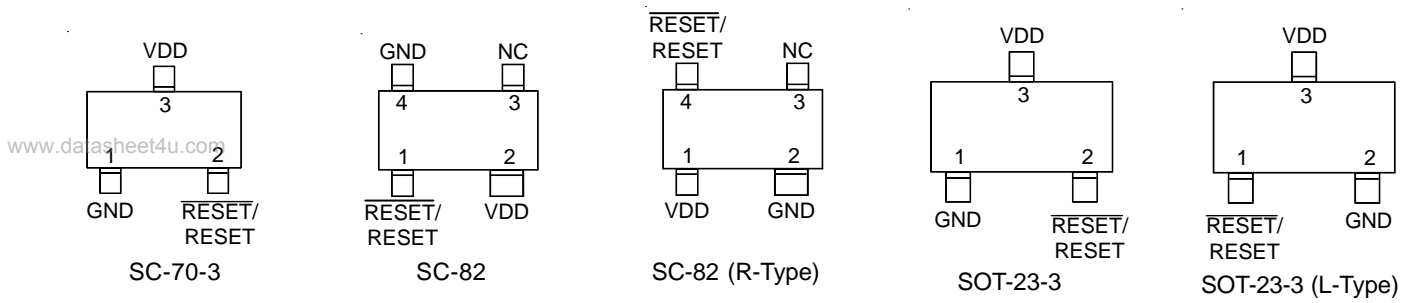 VDD
3
1
2
GND
RESET/
RESET
SC-70-3
GND
NC
4
3
1
2
RESET/
RESET
VDD
SC-82
RESET/
RESET
NC
4
3
1
2
VDD
GND
SC-82 (R-Type)
VDD
3
1
2
GND
RESET/
RESET
SOT-23-3
VDD
3
1
2
RESET/
RESET
GND
SOT-23-3 (L-Type)
www.datasheet4u.com